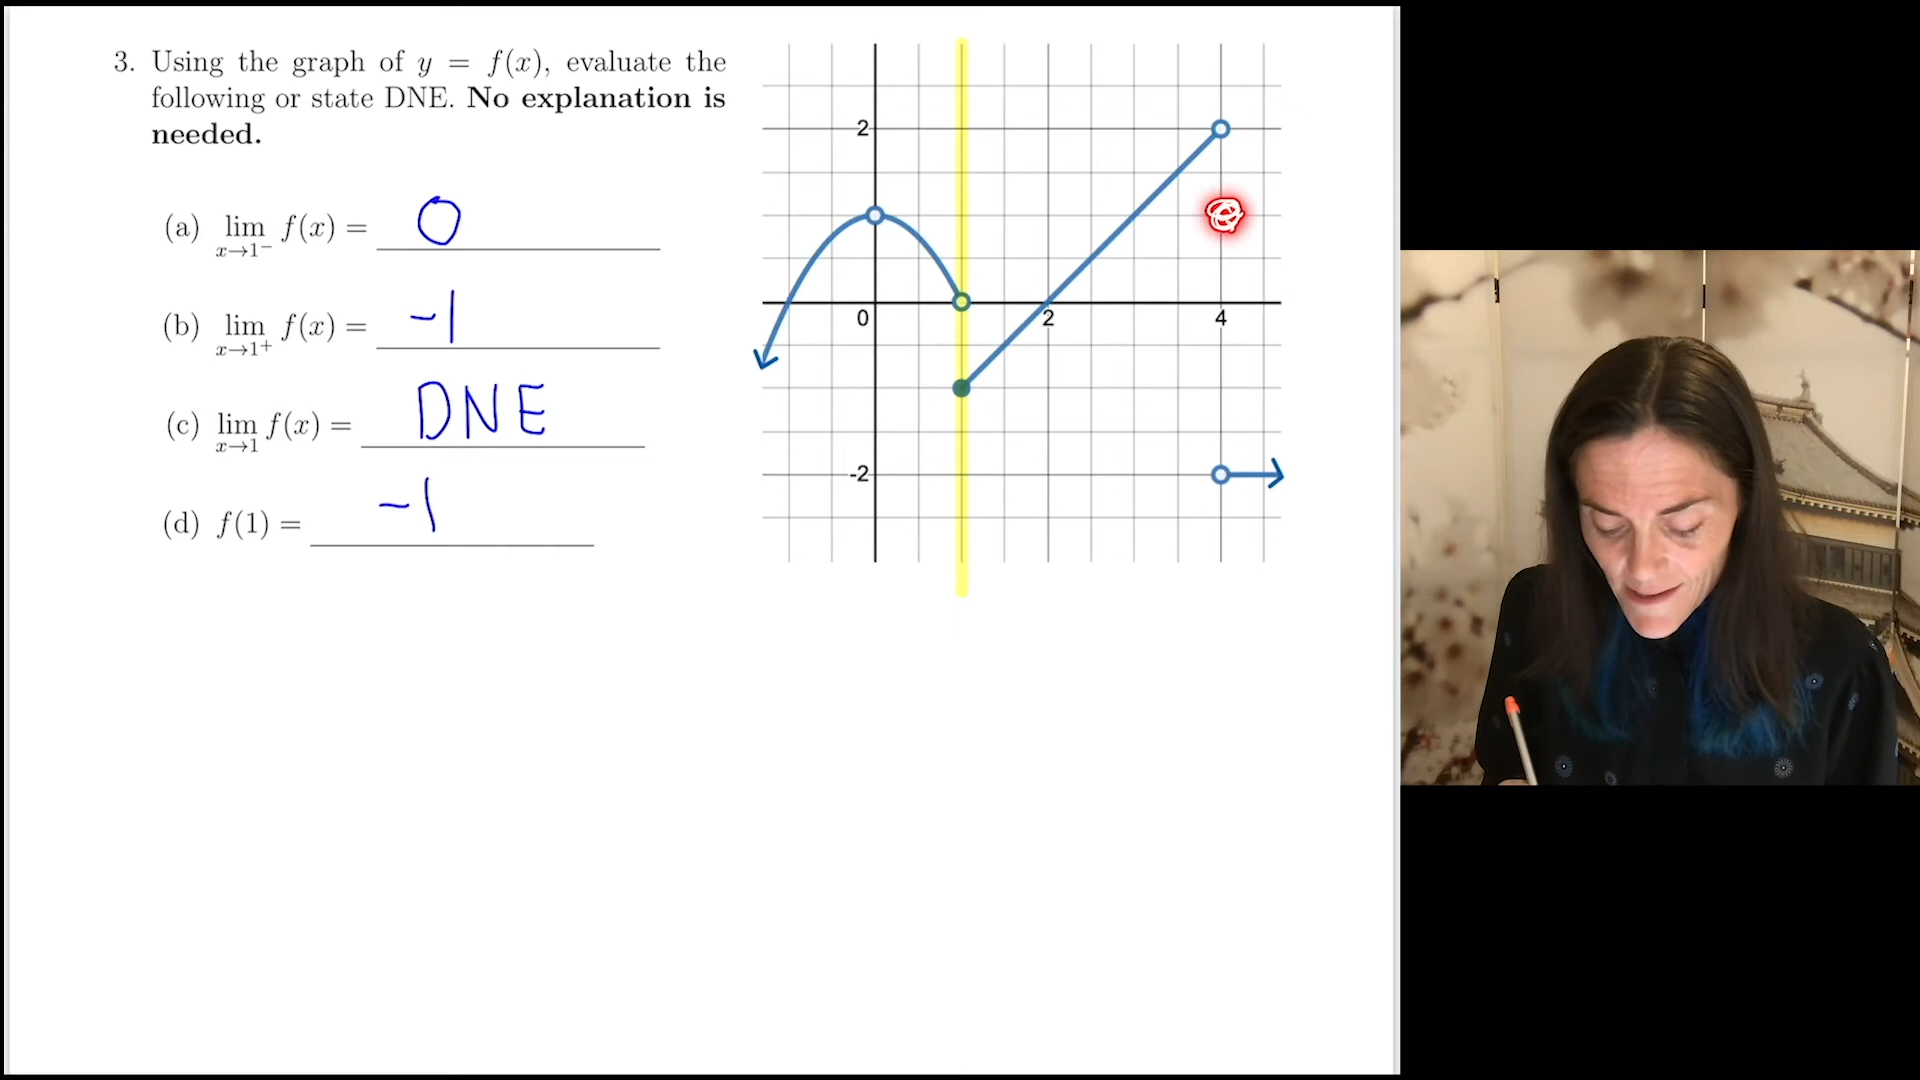 3. Using the graph of y = f(x), evaluate the
following or state DNE. No explanation is
needed.
(a) lim x→1⁻ f(x) = 0
(b) lim x→1⁺ f(x) = -1
(c) lim x→1 f(x) = DNE
(d) f(1) = -1
2
0
2
4
-2